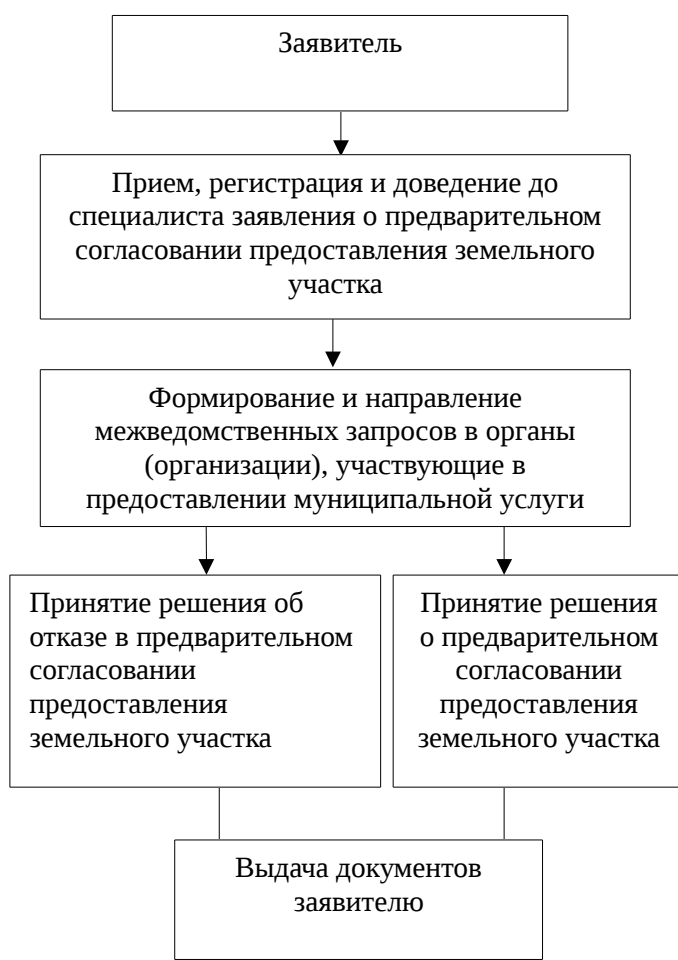 Заявитель
Прием, регистрация и доведение до
специалиста заявления о предварительном
согласовании предоставления земельного
участка
Формирование и направление
межведомственных запросов в органы
(организации), участвующие в
предоставлении муниципальной услуги
Принятие решения об
отказе в предварительном
согласовании
предоставления
земельного участка
Принятие решения
о предварительном
согласовании
предоставления
земельного участка
Выдача документов
заявителю